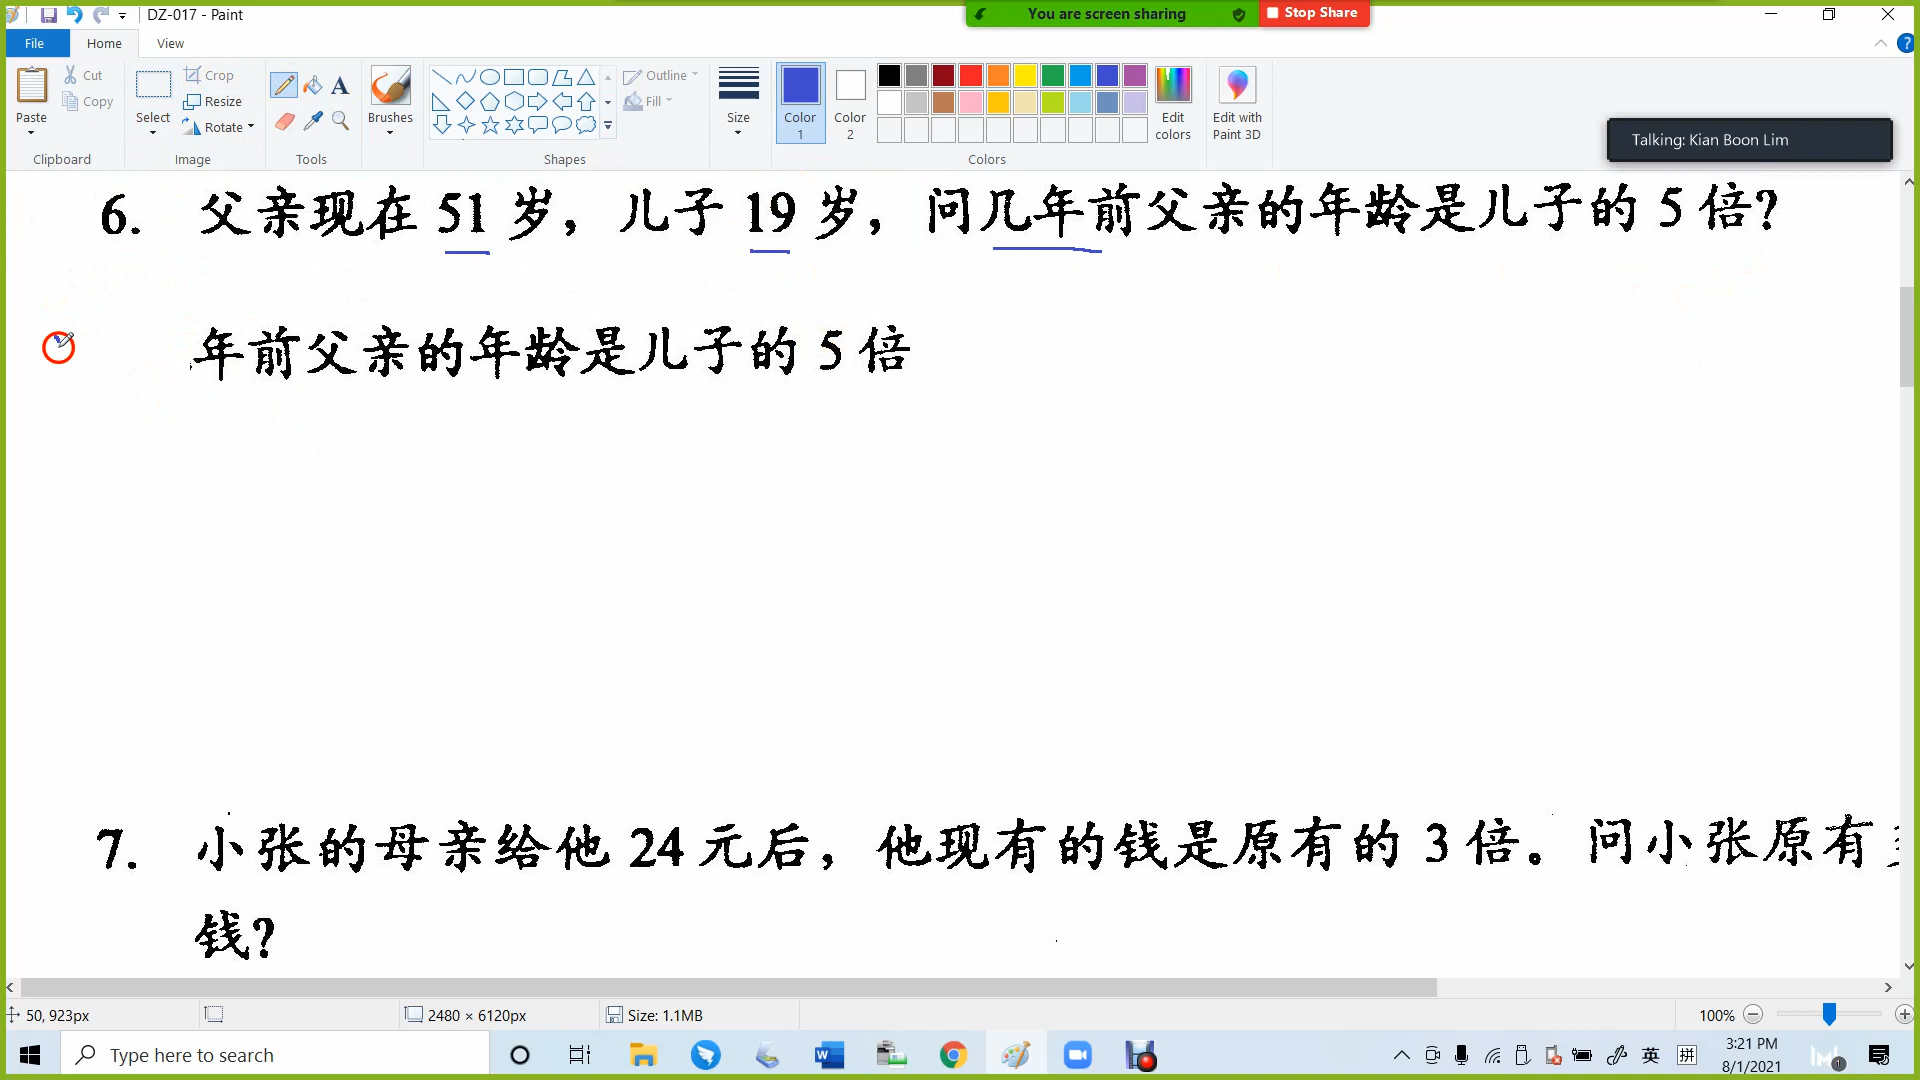 DZ-017 - Paint
You are screen sharing
Stop Share
File
Home
View
Paste
Cut
Copy
Clipboard
Select
Crop
Resize
Rotate
Image
A
Tools
Brushes
Outline
Fill
Shapes
Size
Color 1
Color 2
Edit colors
Edit with Paint 3D
Colors
Talking: Kian Boon Lim
6. 父亲现在 51 岁，儿子 19 岁，问几年前父亲的年龄是儿子的 5 倍？
年前父亲的年龄是儿子的 5 倍
7. 小张的母亲给他 24 元后，他现有的钱是原有的 3 倍。问小张原有
钱？
50, 923px
2480 × 6120px
Size: 1.1MB
100%
Type here to search
英
拼
3:21 PM
8/1/2021
1